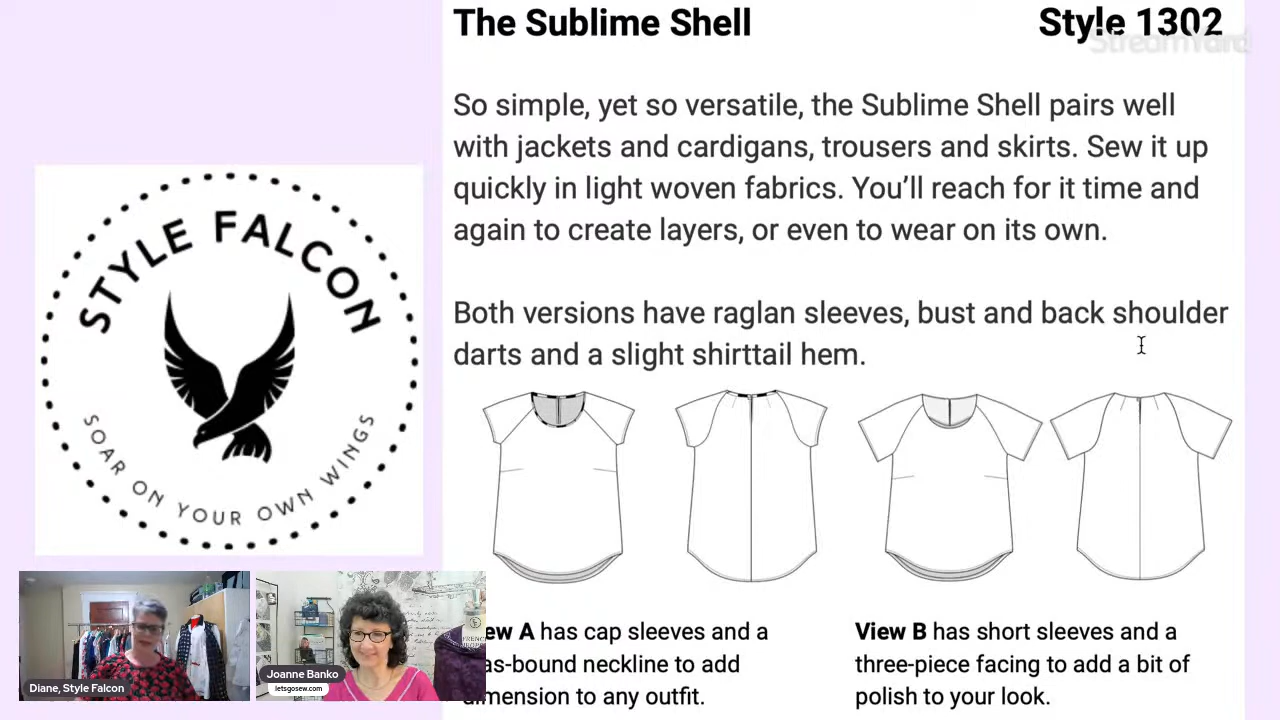 The Sublime Shell
Style 1302
StreamYard
So simple, yet so versatile, the Sublime Shell pairs well
with jackets and cardigans, trousers and skirts. Sew it up
quickly in light woven fabrics. You’ll reach for it time and
again to create layers, or even to wear on its own.
Both versions have raglan sleeves, bust and back shoulder
darts and a slight shirttail hem.
STYLE FALCON
SOAR ON YOUR OWN WINGS
ew A has cap sleeves and a
as-bound neckline to add
mension to any outfit.
View B has short sleeves and a
three-piece facing to add a bit of
polish to your look.
Diane, Style Falcon
Joanne Banko
letsgosew.com